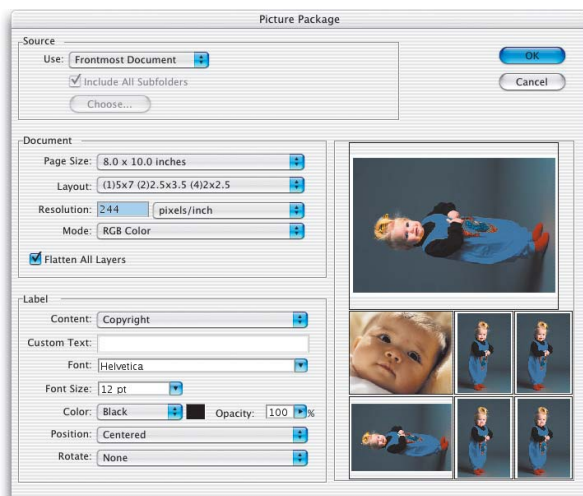 Picture Package
Source
Use: Frontmost Document
Include All Subfolders
Choose...
OK
Cancel
Document
Page Size: 8.0 x 10.0 inches
Layout: (1)5x7 (2)2.5x3.5 (4)2x2.5
Resolution: 244 pixels/inch
Mode: RGB Color
Flatten All Layers
Label
Content: Copyright
Custom Text:
Font: Helvetica
Font Size: 12 pt
Color: Black Opacity: 100 %
Position: Centered
Rotate: None